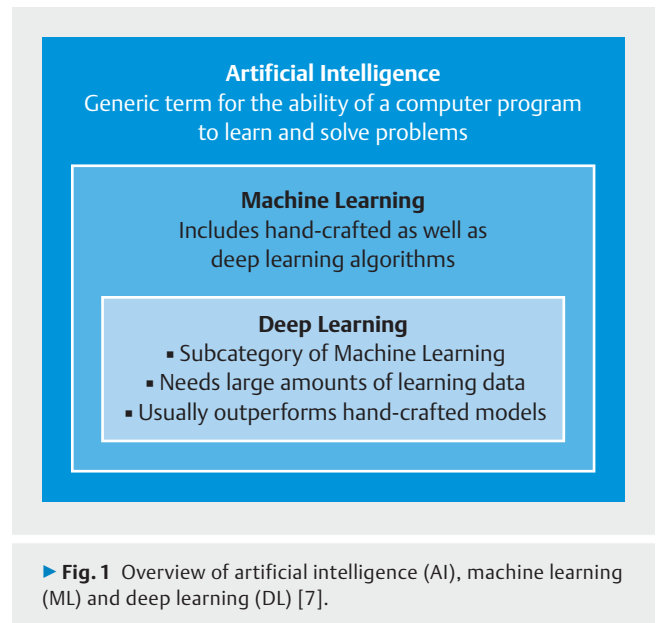 Artificial Intelligence
Generic term for the ability of a computer program
to learn and solve problems
Machine Learning
Includes hand-crafted as well as
deep learning algorithms
Deep Learning
▪ Subcategory of Machine Learning
▪ Needs large amounts of learning data
▪ Usually outperforms hand-crafted models
▶ Fig. 1 Overview of artificial intelligence (AI), machine learning
(ML) and deep learning (DL) [7].